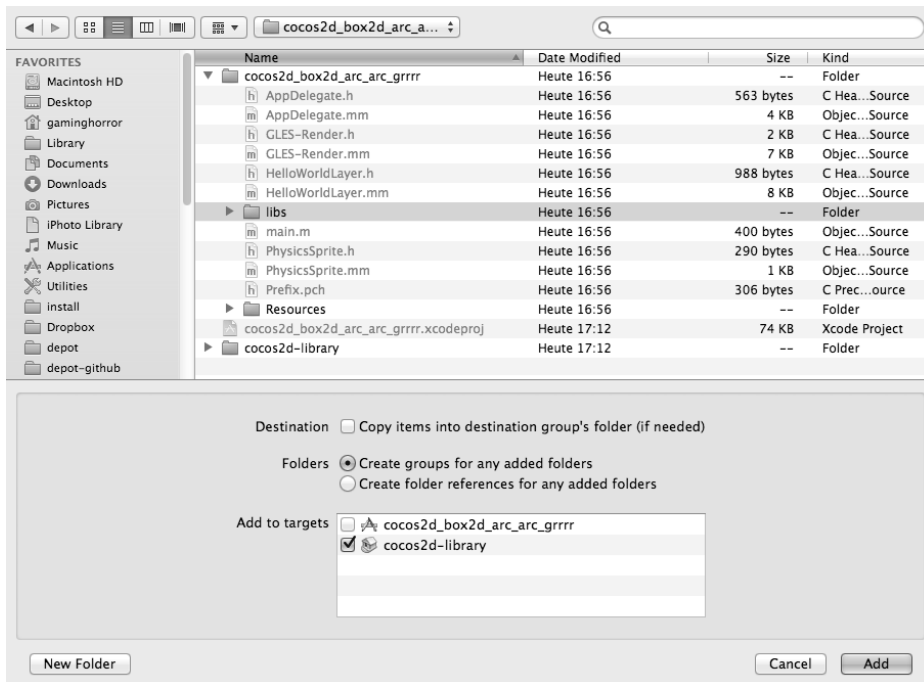 cocos2d_box2d_arc_a...
Name Date Modified Size Kind
FAVORITES
Macintosh HD
Desktop
gaminghorror
Library
Documents
Downloads
Pictures
iPhoto Library
Music
Applications
Utilities
install
Dropbox
depot
depot-github
cocos2d_box2d_arc_arc_grrrr Heute 16:56 -- Folder
h AppDelegate.h Heute 16:56 563 bytes C Hea...Source
m AppDelegate.mm Heute 16:56 4 KB Objec...Source
h GLES-Render.h Heute 16:56 2 KB C Hea...Source
m GLES-Render.mm Heute 16:56 7 KB Objec...Source
h HelloWorldLayer.h Heute 16:56 988 bytes C Hea...Source
m HelloWorldLayer.mm Heute 16:56 8 KB Objec...Source
libs Heute 16:56 -- Folder
m main.m Heute 16:56 400 bytes Objec...Source
h PhysicsSprite.h Heute 16:56 290 bytes C Hea...Source
m PhysicsSprite.mm Heute 16:56 1 KB Objec...Source
h Prefix.pch Heute 16:56 306 bytes C Prec...ource
Resources Heute 16:56 -- Folder
cocos2d_box2d_arc_arc_grrrr.xcodeproj Heute 17:12 74 KB Xcode Project
cocos2d-library Heute 17:12 -- Folder
Destination Copy items into destination group's folder (if needed)
Folders Create groups for any added folders
Create folder references for any added folders
Add to targets cocos2d_box2d_arc_arc_grrrr
cocos2d-library
New Folder Cancel Add